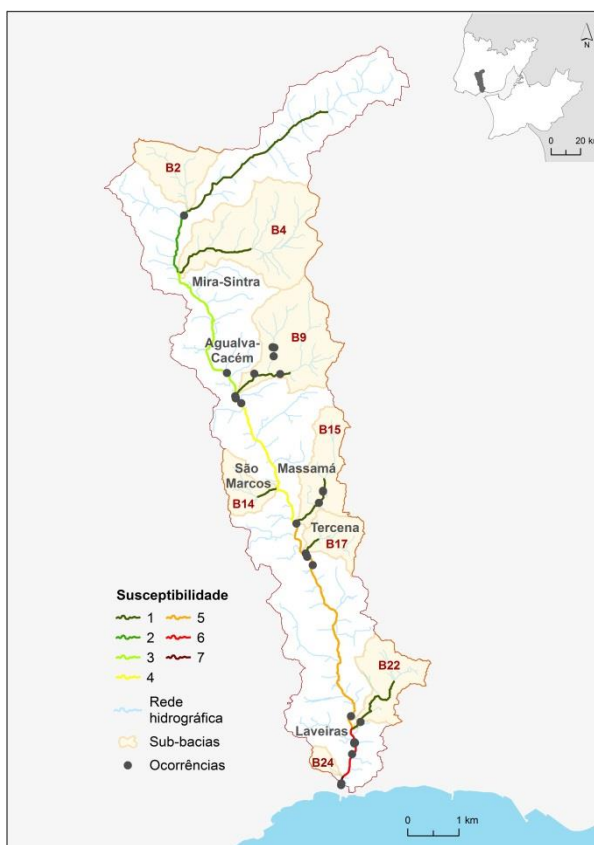 N
0 20 km
B2
B4
Mira-Sintra
Agualva-
Cacém
B9
B15
São
Marcos
Massamá
B14
Tercena
B17
Susceptibilidade
1 5
2 6
3 7
4
Rede
hidrográfica
Sub-bacias
Ocorrências
B22
Laveiras
B24
0 1 km